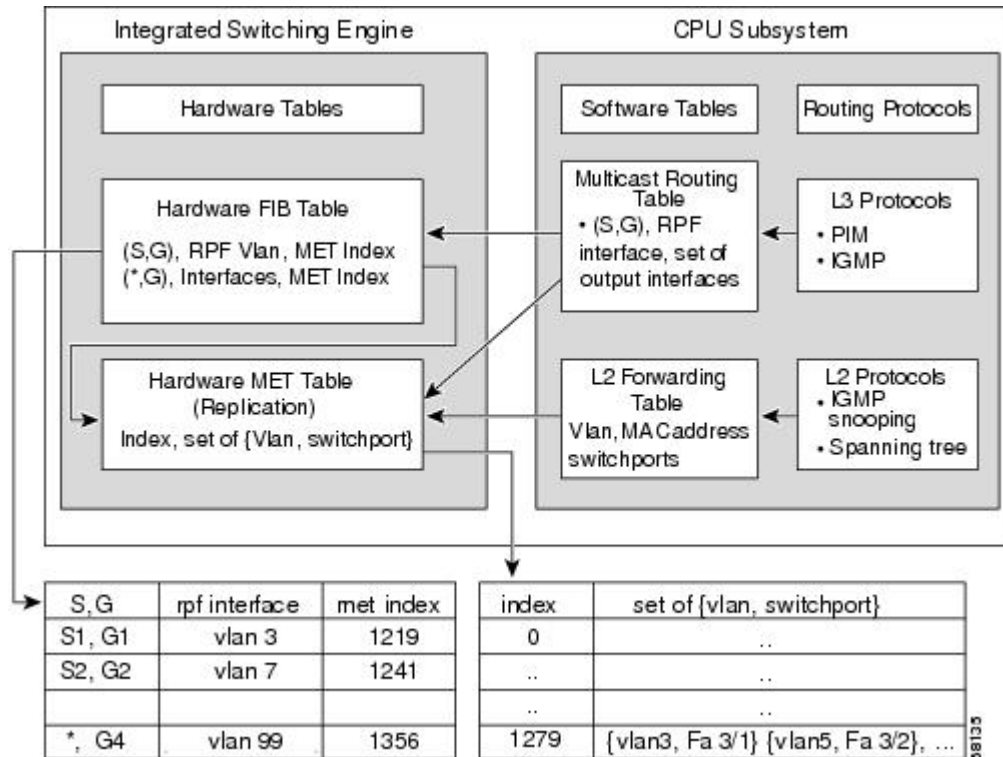 Integrated Switching Engine
CPU Subsystem
Hardware Tables
Software Tables
Routing Protocols
Hardware FIB Table
(S,G), RPF Vlan, MET Index
(*,G), Interfaces, MET Index
Multicast Routing
Table
• (S,G), RPF
interface, set of
output interfaces
L3 Protocols
• PIM
• IGMP
Hardware MET Table
(Replication)
Index, set of {Vlan, switchport}
L2 Forwarding
Table
Vlan, MAC address
switchports
L2 Protocols
• IGMP
snooping
• Spanning tree
S,G rpf interface met index
S1, G1 vlan 3 1219
S2, G2 vlan 7 1241
*, G4 vlan 99 1356
index set of {vlan, switchport}
0 ..
.. ..
.. ..
1279 {vlan3, Fa 3/1} {vlan5, Fa 3/2}, ...
68135